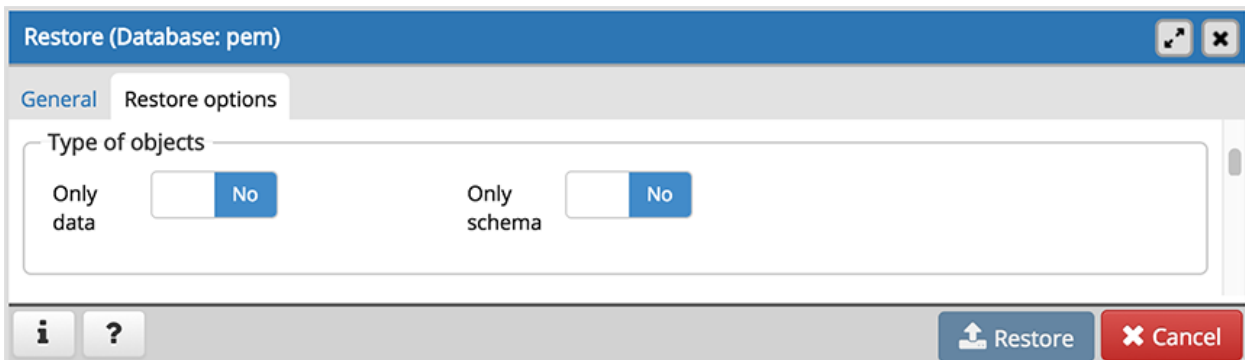 Restore (Database: pem)
General Restore options
Type of objects
Only data No Only schema No
i ?
Restore Cancel